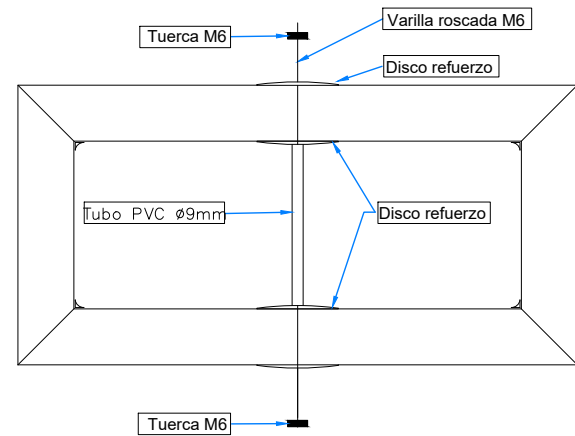 Varilla roscada M6
Tuerca M6
Disco refuerzo
Tubo PVC Ø9mm
Disco refuerzo
Tuerca M6